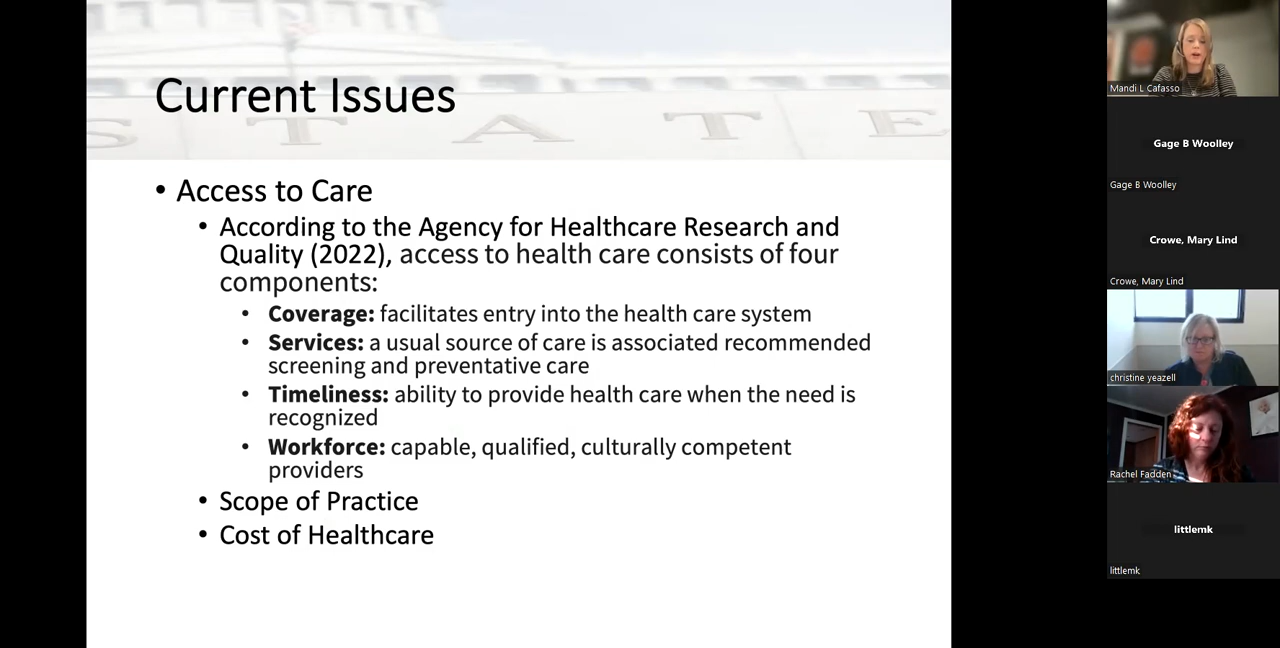 S T A T E
Current Issues
• Access to Care
• According to the Agency for Healthcare Research and
Quality (2022), access to health care consists of four
components:
• Coverage: facilitates entry into the health care system
• Services: a usual source of care is associated recommended
screening and preventative care
• Timeliness: ability to provide health care when the need is
recognized
• Workforce: capable, qualified, culturally competent
providers
• Scope of Practice
• Cost of Healthcare
Mandi L Cafasso
Gage B Woolley
Gage B Woolley
Crowe, Mary Lind
Crowe, Mary Lind
christine yeazell
Rachel Fadden
littlemk
littlemk